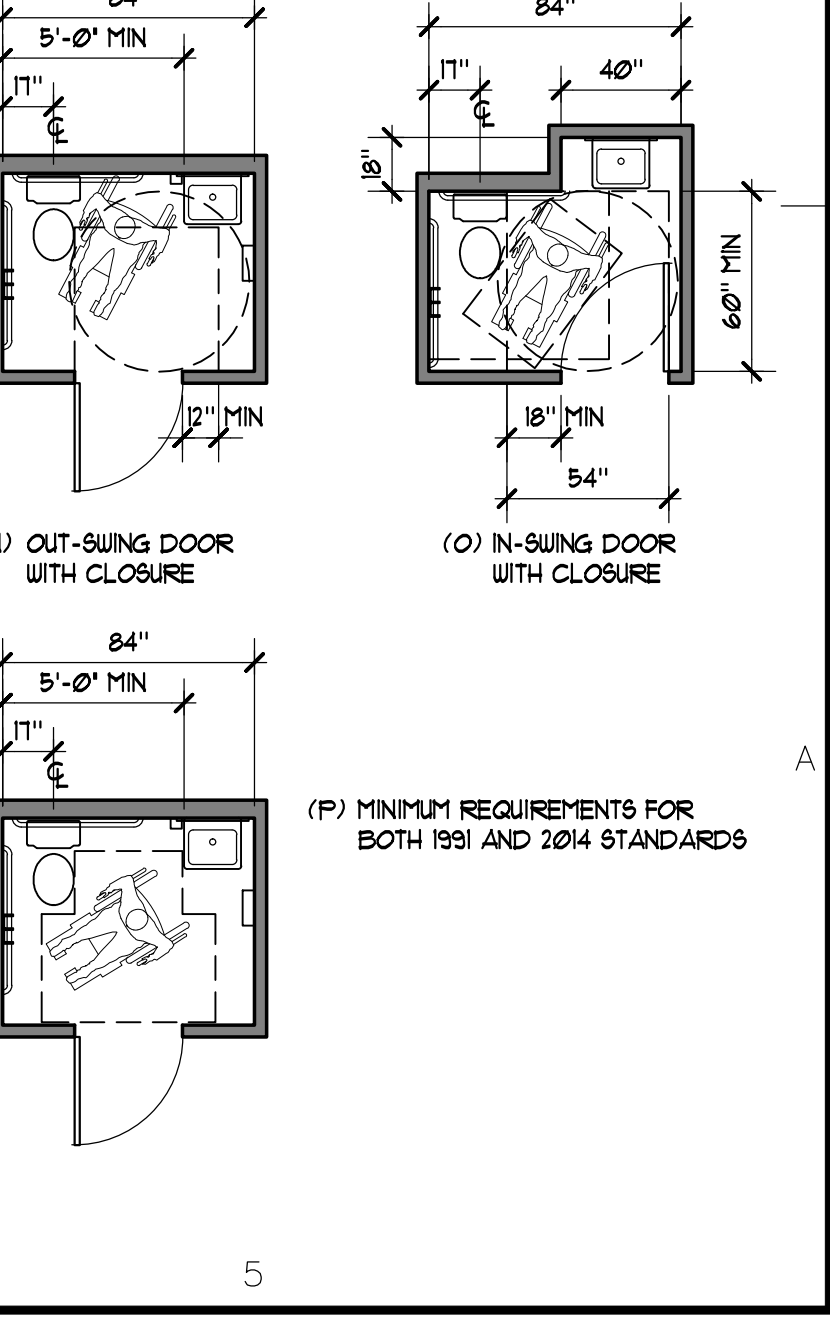 5'-0" MIN
17"
℄
12" MIN
OUT-SWING DOOR
WITH CLOSURE
84"
17"
40"
℄
18"
60" MIN
18" MIN
54"
(O) IN-SWING DOOR
WITH CLOSURE
84"
5'-0" MIN
17"
℄
A
(P) MINIMUM REQUIREMENTS FOR
BOTH 1991 AND 2014 STANDARDS
5